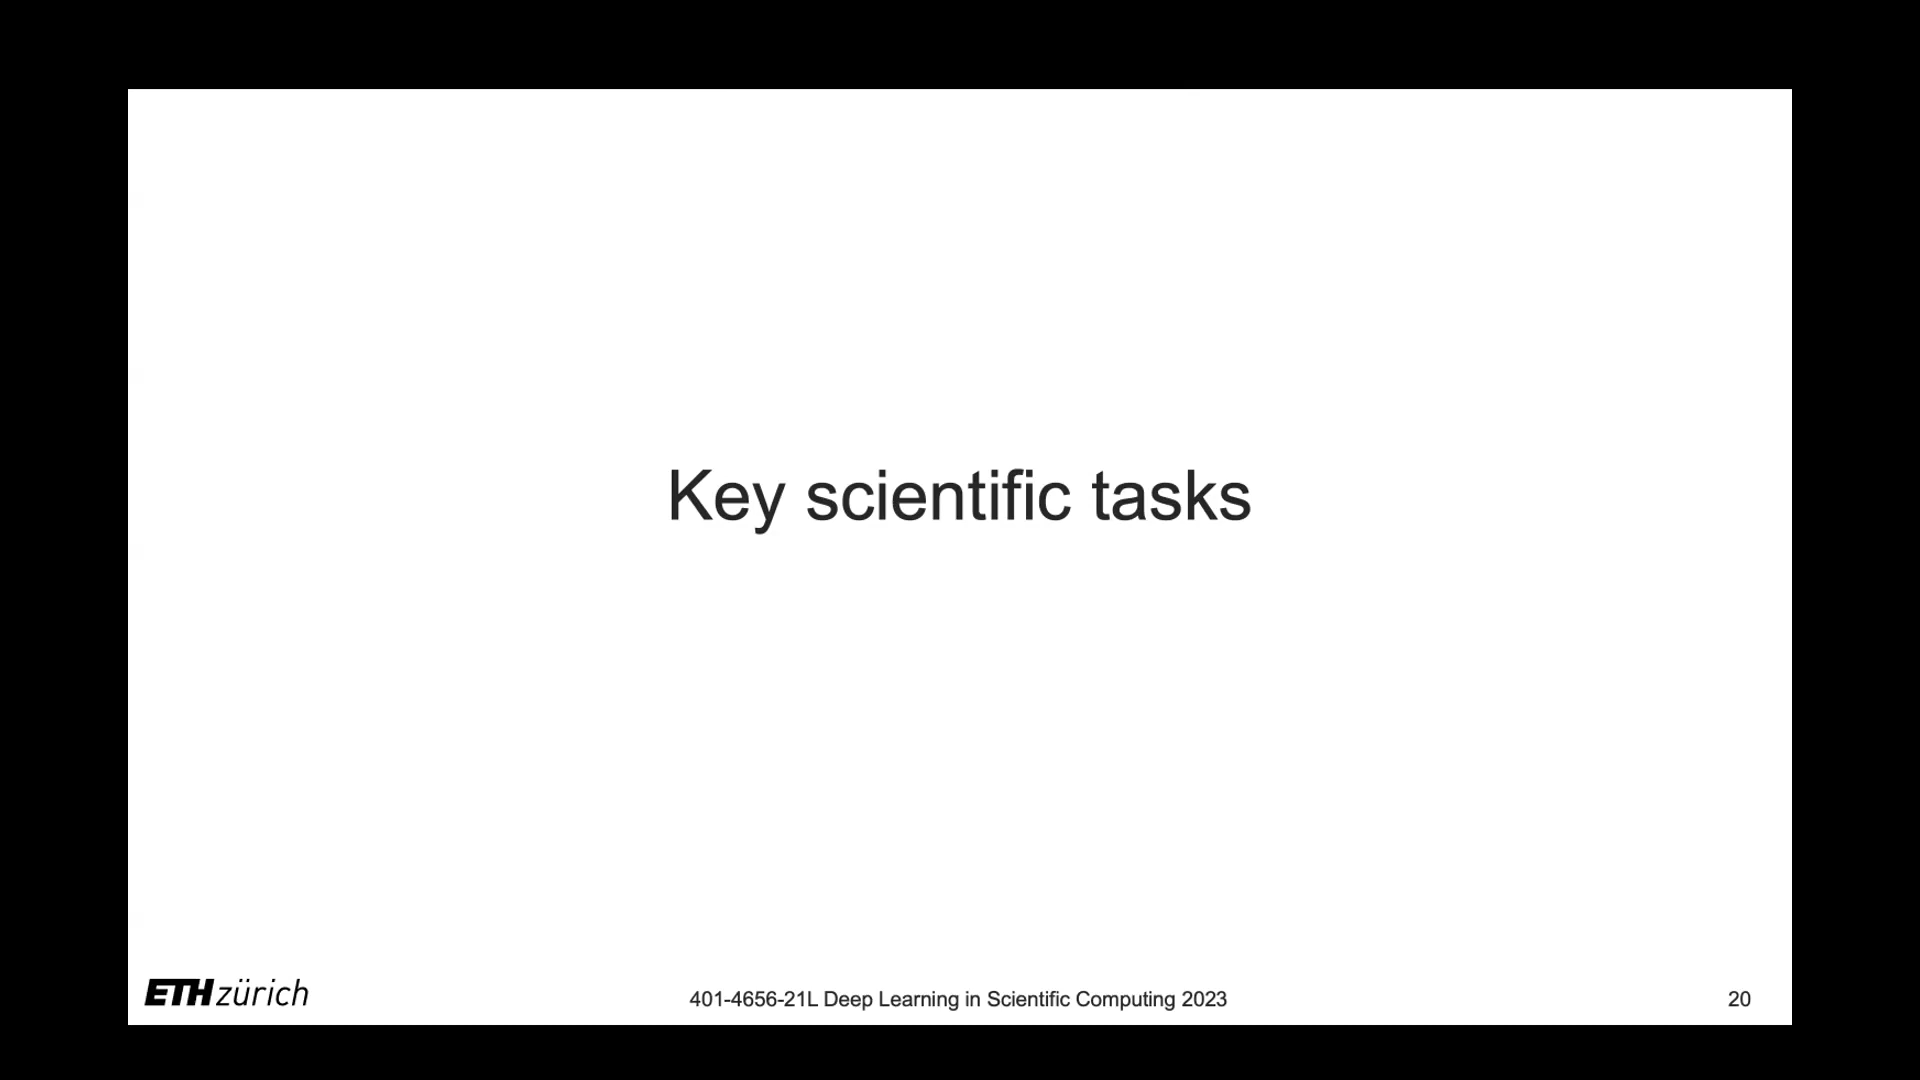 Key scientific tasks
ETH zürich
401-4656-21L Deep Learning in Scientific Computing 2023
20